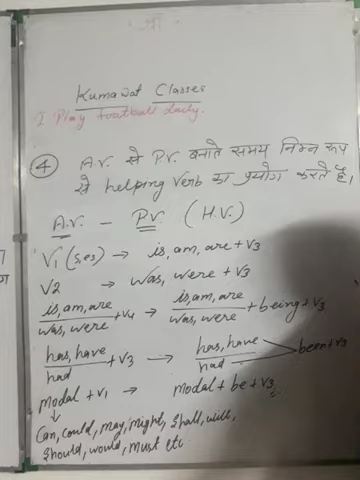 श्री
Kumawat Classes
I Play football daily.
④ A.V. से P.V. बनाते समय निम्न रूप
से helping verb का प्रयोग करते है।
A.V. - P.V. (H.V.)
V1 (s,es) → is, am, are + V3
V2 → was, were + V3
is, am, are / was, were + V4 → is, am, are / was, were + being + V3
has, have / had + V3 → has, have / had been + V3
modal + V1 → modal + be + V3
↓
Can, could, may, might, shall, will,
should, would, must etc